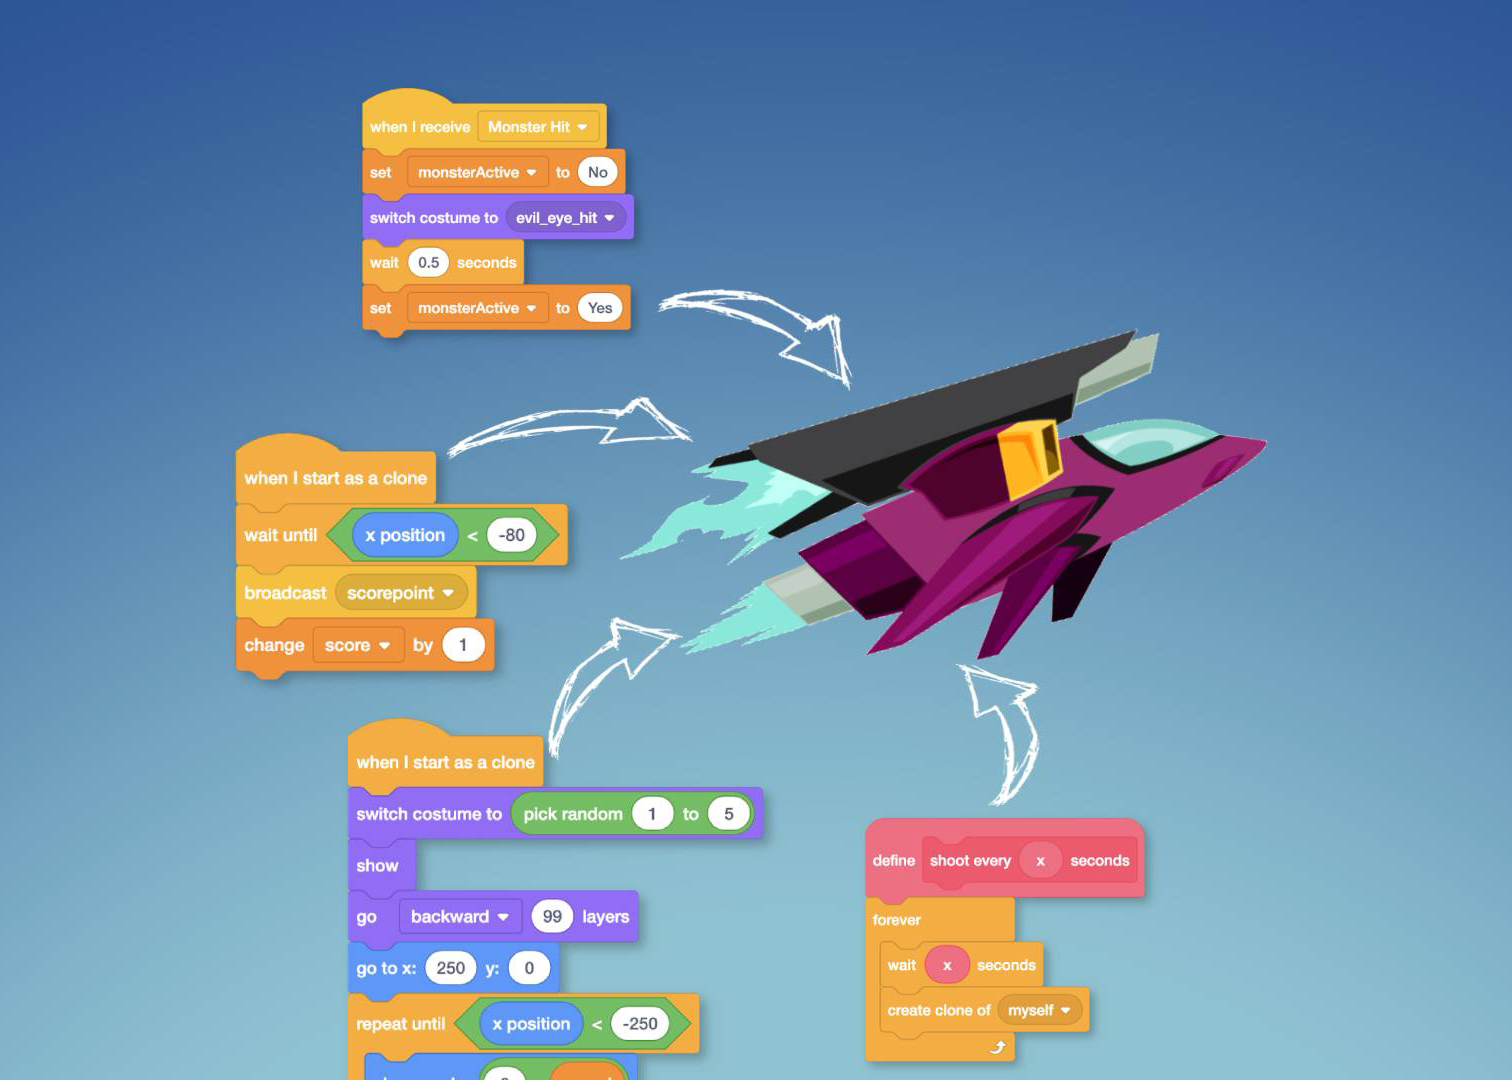 when I receive Monster Hit
set monsterActive to No
switch costume to evil_eye_hit
wait 0.5 seconds
set monsterActive to Yes
when I start as a clone
wait until x position < -80
broadcast scorepoint
change score by 1
when I start as a clone
switch costume to pick random 1 to 5
show
go backward 99 layers
go to x: 250 y: 0
repeat until x position < -250
define shoot every x seconds
forever
wait x seconds
create clone of myself